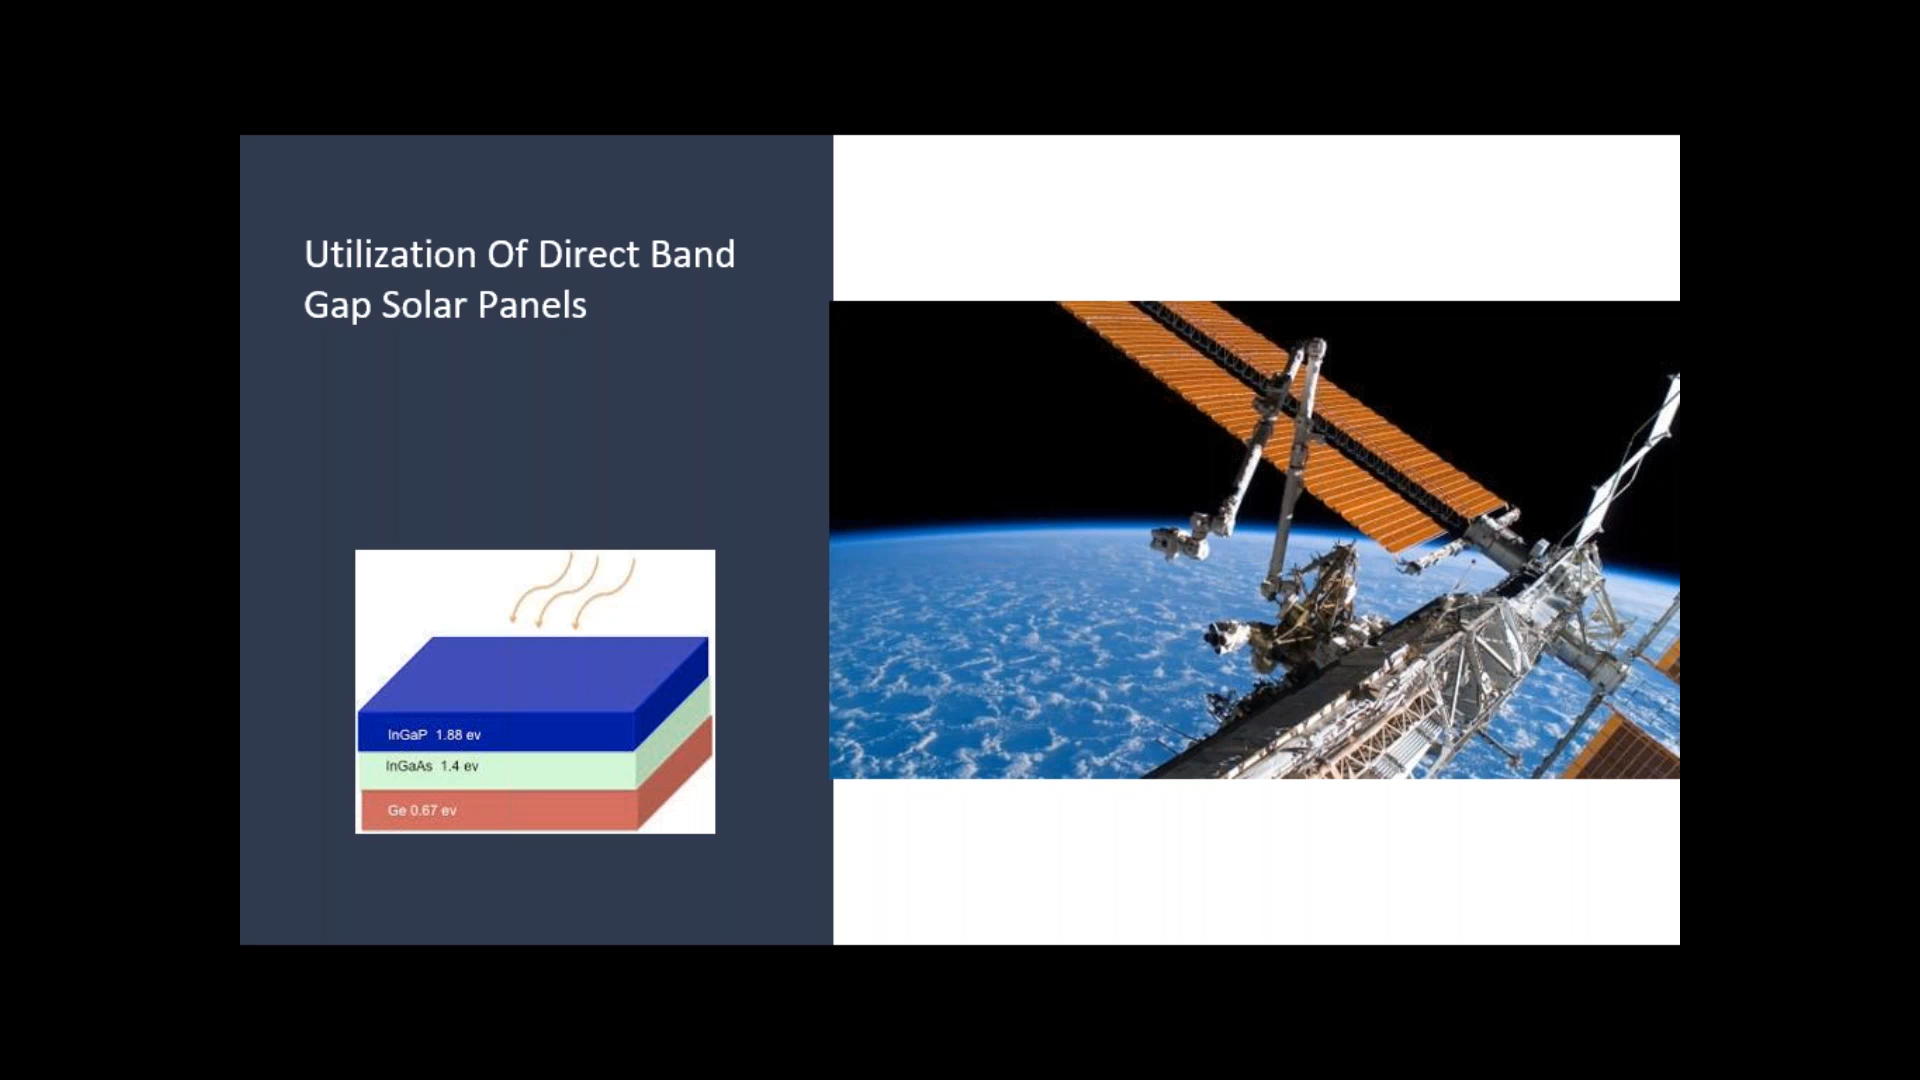 Utilization Of Direct Band
Gap Solar Panels
InGaP 1.88 ev
InGaAs 1.4 ev
Ge 0.67 ev